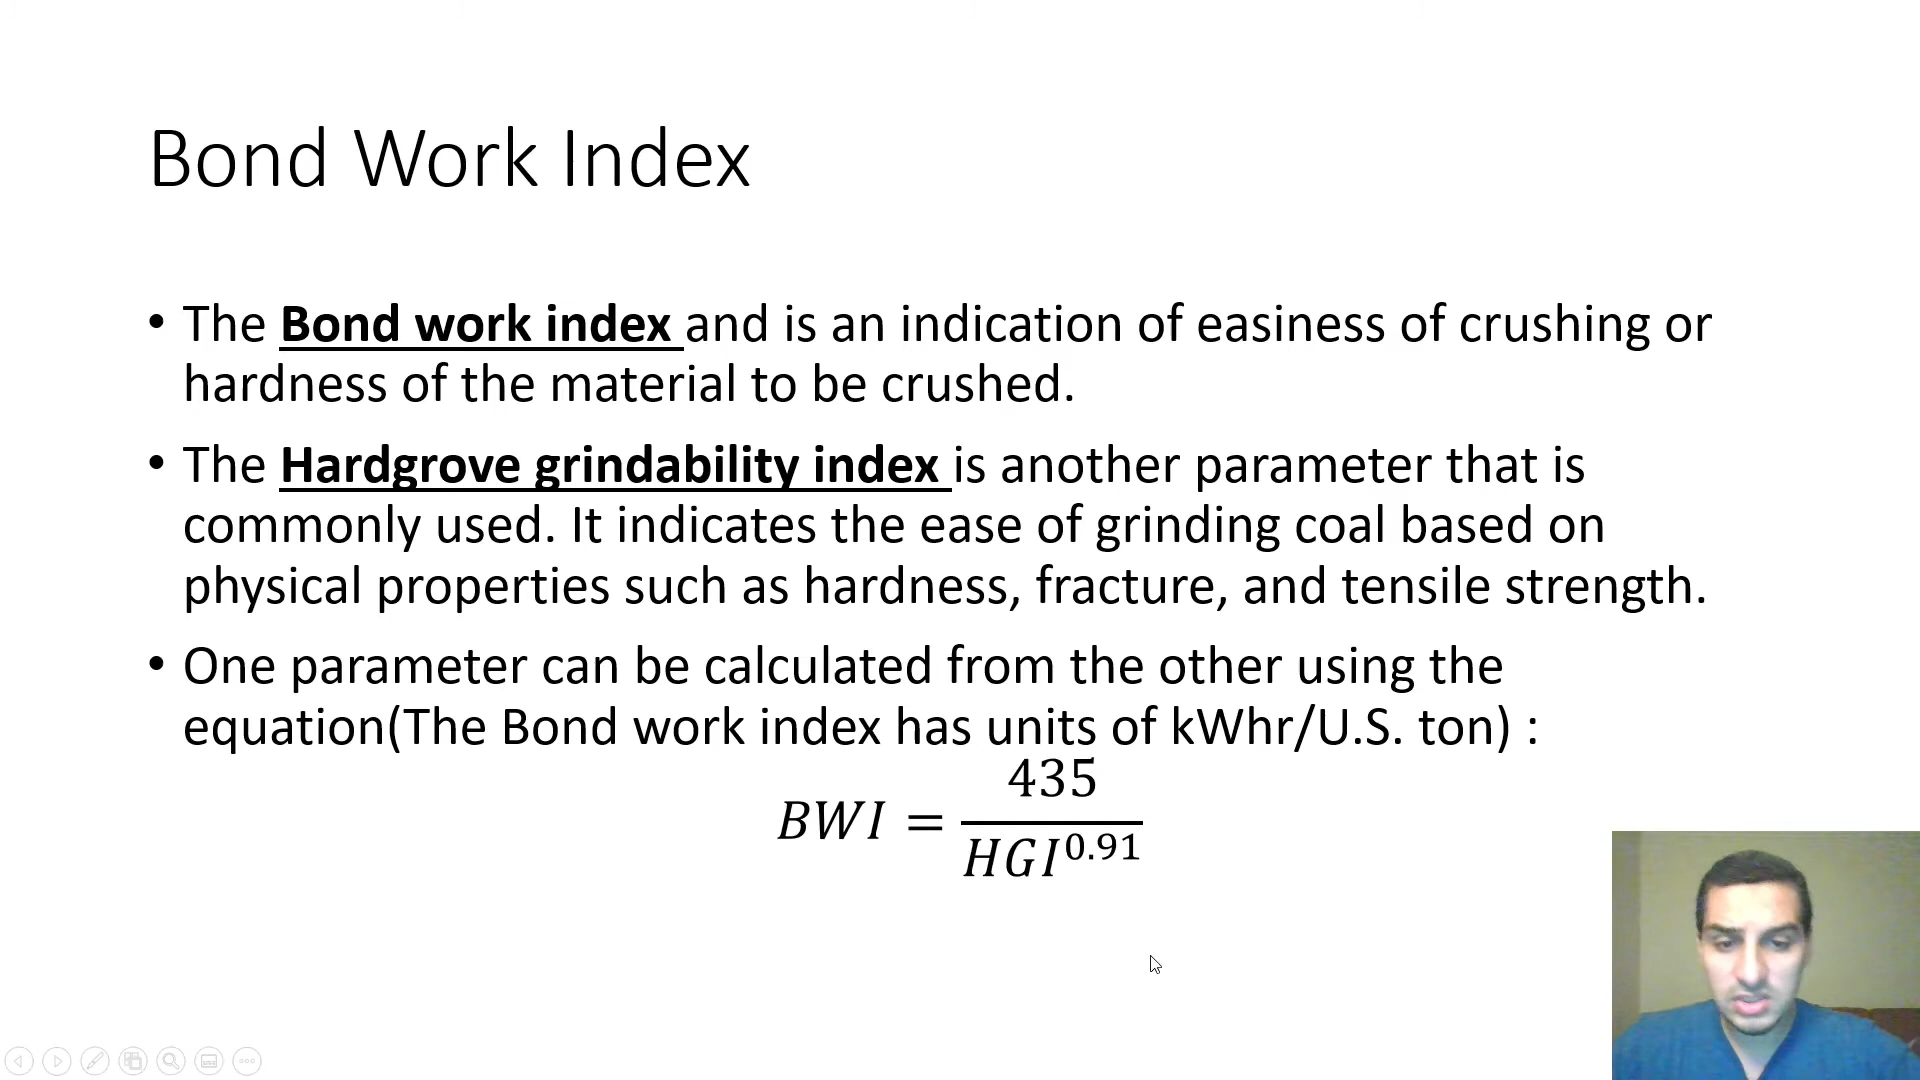 Bond Work Index
• The Bond work index and is an indication of easiness of crushing or
hardness of the material to be crushed.
• The Hardgrove grindability index is another parameter that is
commonly used. It indicates the ease of grinding coal based on
physical properties such as hardness, fracture, and tensile strength.
• One parameter can be calculated from the other using the
equation(The Bond work index has units of kWhr/U.S. ton) :
BWI = 435 / HGI^0.91